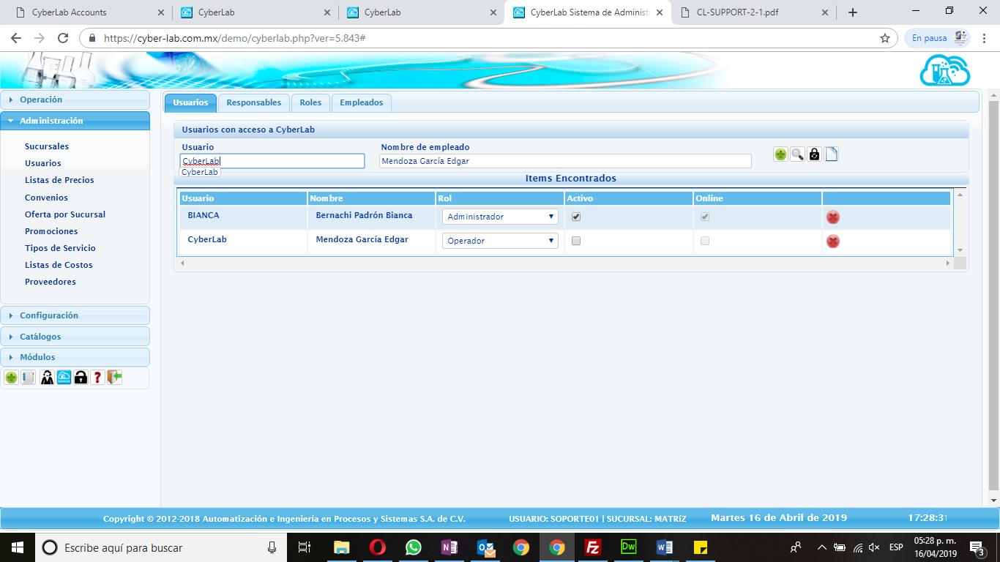 CyberLab Accounts
CyberLab
CyberLab
CyberLab Sistema de Administ
CL-SUPPORT-2-1.pdf
https://cyber-lab.com.mx/demo/cyberlab.php?ver=5.843#
En pausa
Operación
Administración
Sucursales
Usuarios
Listas de Precios
Convenios
Oferta por Sucursal
Promociones
Tipos de Servicio
Listas de Costos
Proveedores
Configuración
Catálogos
Módulos
Usuarios
Responsables
Roles
Empleados
Usuarios con acceso a CyberLab
Usuario
Nombre de empleado
CyberLab
Mendoza García Edgar
CyberLab
Items Encontrados
Usuario Nombre Rol Activo Online
BIANCA Bernachi Padrón Bianca Administrador
CyberLab Mendoza García Edgar Operador
Copyright © 2012-2018 Automatización e Ingeniería en Procesos y Sistemas S.A. de C.V.
USUARIO: SOPORTE01 | SUCURSAL: MATRíZ
Martes 16 de Abril de 2019
17:28:31
Escribe aquí para buscar
ESP
05:28 p. m.
16/04/2019
3